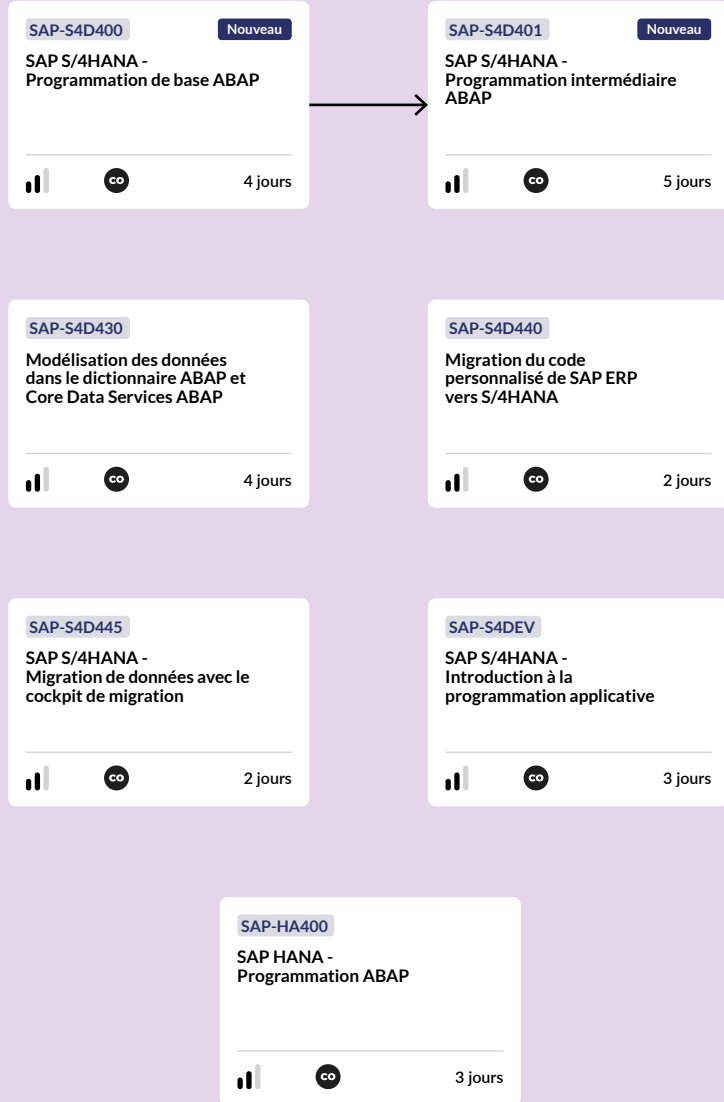 SAP-S4D400
Nouveau
SAP S/4HANA -
Programmation de base ABAP
co
4 jours
SAP-S4D401
Nouveau
SAP S/4HANA -
Programmation intermédiaire
ABAP
co
5 jours
SAP-S4D430
Modélisation des données
dans le dictionnaire ABAP et
Core Data Services ABAP
co
4 jours
SAP-S4D440
Migration du code
personnalisé de SAP ERP
vers S/4HANA
co
2 jours
SAP-S4D445
SAP S/4HANA -
Migration de données avec le
cockpit de migration
co
2 jours
SAP-S4DEV
SAP S/4HANA -
Introduction à la
programmation applicative
co
3 jours
SAP-HA400
SAP HANA -
Programmation ABAP
co
3 jours